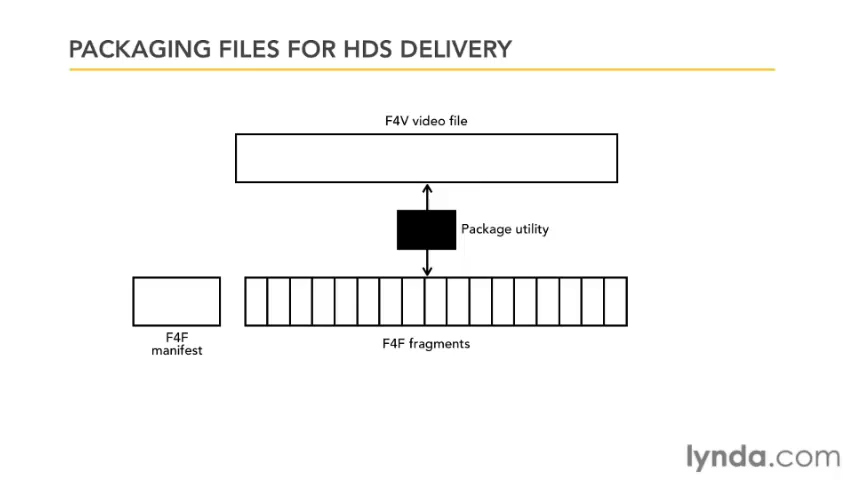 PACKAGING FILES FOR HDS DELIVERY
F4V video file
Package utility
F4F
manifest
F4F fragments
lynda.com